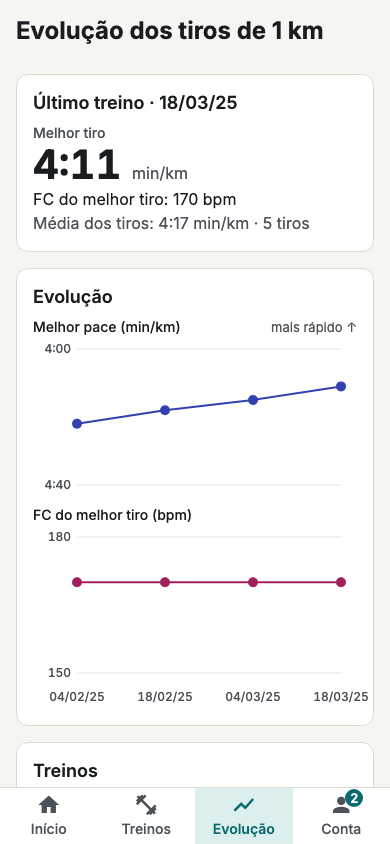 Evolução dos tiros de 1 km
Último treino · 18/03/25
Melhor tiro
4:11 min/km
FC do melhor tiro: 170 bpm
Média dos tiros: 4:17 min/km · 5 tiros
Evolução
Melhor pace (min/km) mais rápido ↑
4:00
4:40
FC do melhor tiro (bpm)
180
150
04/02/25 18/02/25 04/03/25 18/03/25
Treinos
2
Início Treinos Evolução Conta